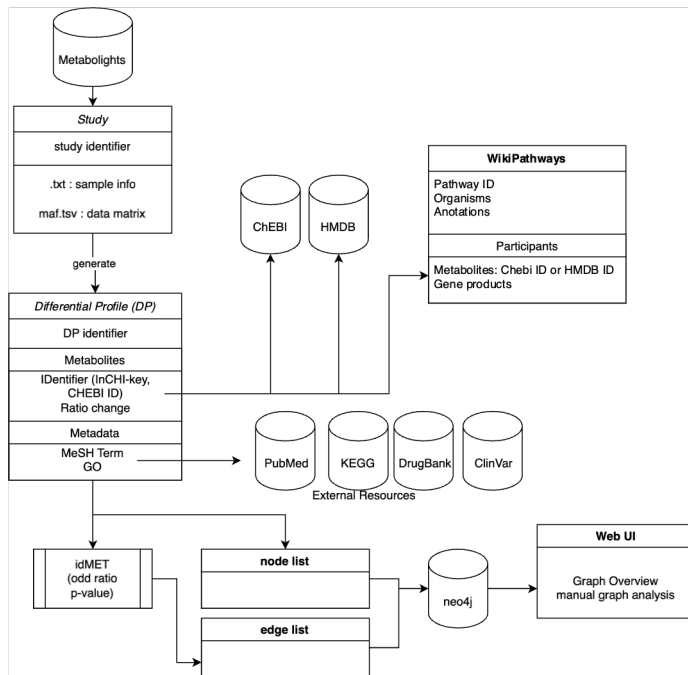 Metabolights
Study
study identifier
.txt : sample info
maf.tsv : data matrix
generate
Differential Profile (DP)
DP identifier
Metabolites
IDentifier (InCHI-key,
CHEBI ID)
Ratio change
Metadata
MeSH Term
GO
ChEBI
HMDB
WikiPathways
Pathway ID
Organisms
Anotations
Participants
Metabolites: Chebi ID or HMDB ID
Gene products
PubMed
KEGG
DrugBank
ClinVar
External Resources
idMET
(odd ratio
p-value)
node list
edge list
neo4j
Web UI
Graph Overview
manual graph analysis